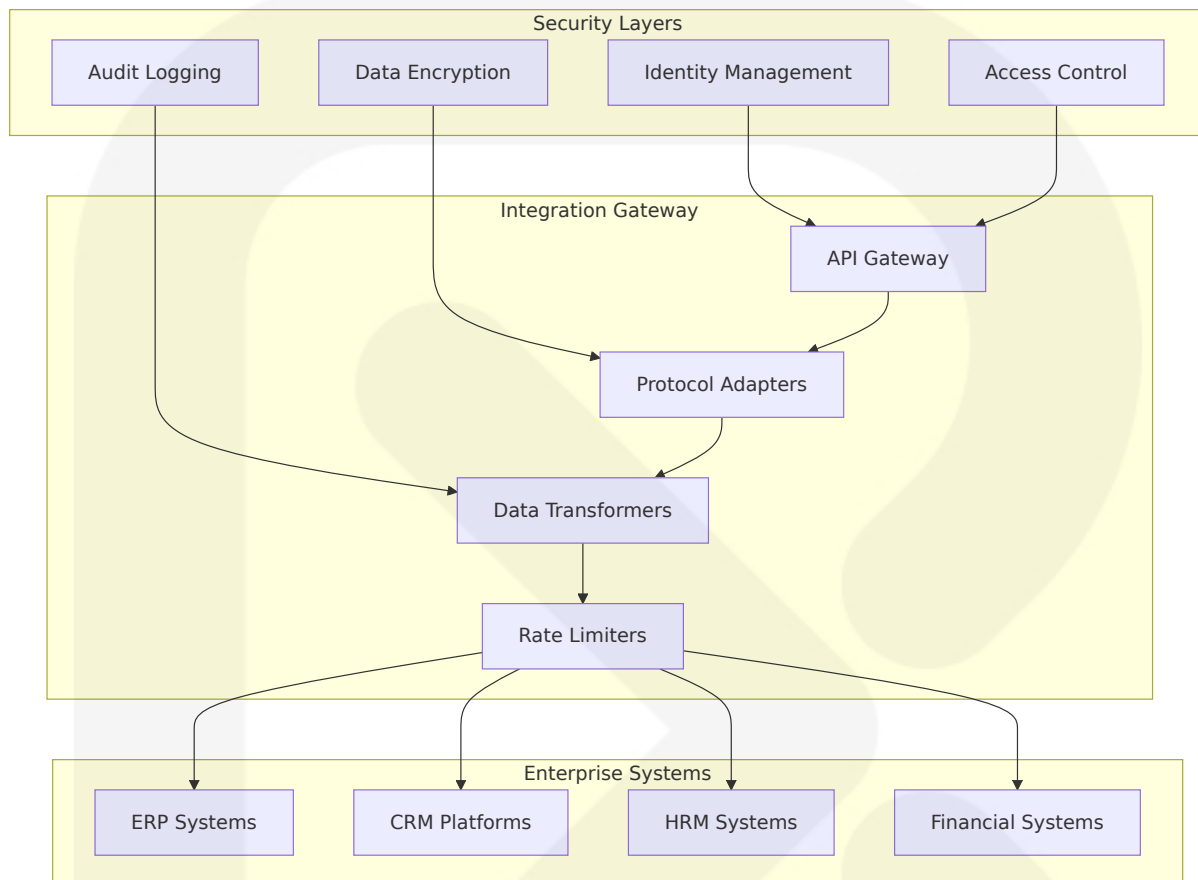 Security Layers
Audit Logging
Data Encryption
Identity Management
Access Control
Integration Gateway
API Gateway
Protocol Adapters
Data Transformers
Rate Limiters
Enterprise Systems
ERP Systems
CRM Platforms
HRM Systems
Financial Systems